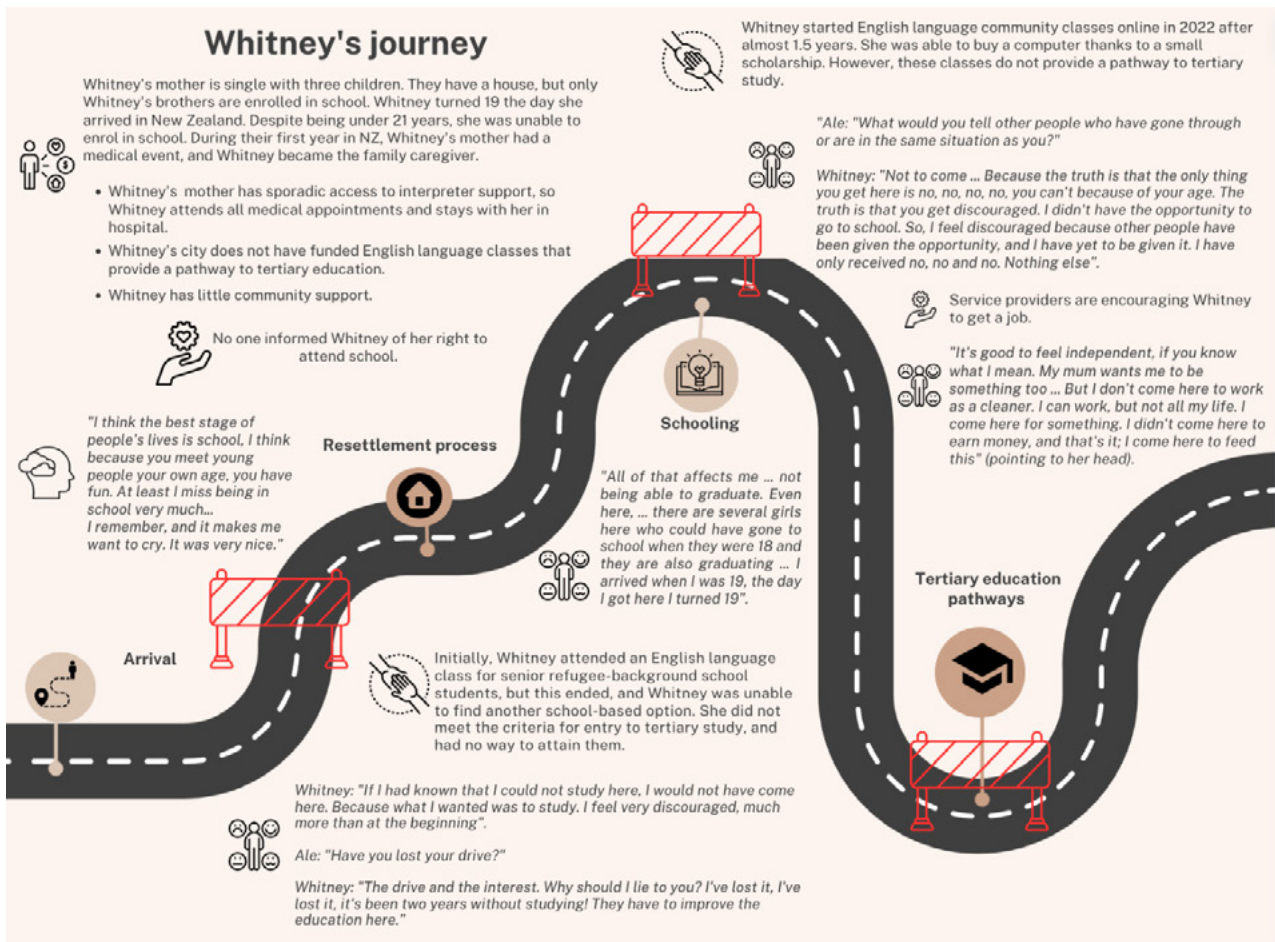 Whitney's journey
Whitney's mother is single with three children. They have a house, but only
Whitney's brothers are enrolled in school. Whitney turned 19 the day she
arrived in New Zealand. Despite being under 21 years, she was unable to
enrol in school. During their first year in NZ, Whitney's mother had a
medical event, and Whitney became the family caregiver.
• Whitney's mother has sporadic access to interpreter support, so
Whitney attends all medical appointments and stays with her in
hospital.
• Whitney's city does not have funded English language classes that
provide a pathway to tertiary education.
• Whitney has little community support.
No one informed Whitney of her right to
attend school.
"I think the best stage of
people's lives is school, I think
because you meet young
people your own age, you have
fun. At least I miss being in
school very much...
I remember, and it makes me
want to cry. It was very nice."
Arrival
Resettlement process
Initially, Whitney attended an English language
class for senior refugee-background school
students, but this ended, and Whitney was unable
to find another school-based option. She did not
meet the criteria for entry to tertiary study, and
had no way to attain them.
Whitney: "If I had known that I could not study here, I would not have come
here. Because what I wanted was to study. I feel very discouraged, much
more than at the beginning".
Ale: "Have you lost your drive?"
Whitney: "The drive and the interest. Why should I lie to you? I've lost it, I've
lost it, it's been two years without studying! They have to improve the
education here."
Schooling
"All of that affects me ... not
being able to graduate. Even
here, ... there are several girls
here who could have gone to
school when they were 18 and
they are also graduating ... I
arrived when I was 19, the day
I got here I turned 19".
Whitney started English language community classes online in 2022 after
almost 1.5 years. She was able to buy a computer thanks to a small
scholarship. However, these classes do not provide a pathway to tertiary
study.
"Ale: "What would you tell other people who have gone through
or are in the same situation as you?"
Whitney: "Not to come ... Because the truth is that the only thing
you get here is no, no, no, no, you can't because of your age. The
truth is that you get discouraged. I didn't have the opportunity to
go to school. So, I feel discouraged because other people have
been given the opportunity, and I have yet to be given it. I have
only received no, no and no. Nothing else".
Service providers are encouraging Whitney
to get a job.
"It's good to feel independent, if you know
what I mean. My mum wants me to be
something too ... But I don't come here to work
as a cleaner. I can work, but not all my life. I
come here for something. I didn't come here to
earn money, and that's it; I come here to feed
this" (pointing to her head).
Tertiary education
pathways